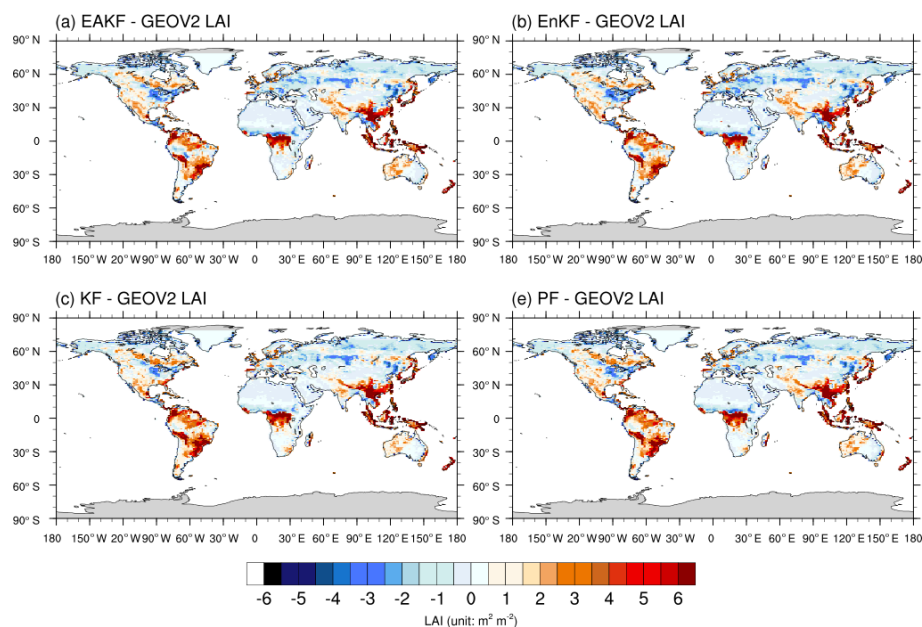 (a) EAKF - GEOV2 LAI
(b) EnKF - GEOV2 LAI
90° N 90° N
60° N 60° N
30° N 30° N
0 0
30° S 30° S
60° S 60° S
90° S 90° S
180 150° W 120° W 90° W 60° W 30° W 0 30° E 60° E 90° E 120° E 150° E 180
180 150° W 120° W 90° W 60° W 30° W 0 30° E 60° E 90° E 120° E 150° E 180
(c) KF - GEOV2 LAI
(e) PF - GEOV2 LAI
90° N 90° N
60° N 60° N
30° N 30° N
0 0
30° S 30° S
60° S 60° S
90° S 90° S
180 150° W 120° W 90° W 60° W 30° W 0 30° E 60° E 90° E 120° E 150° E 180
180 150° W 120° W 90° W 60° W 30° W 0 30° E 60° E 90° E 120° E 150° E 180
-6 -5 -4 -3 -2 -1 0 1 2 3 4 5 6
LAI (unit: m² m⁻²)